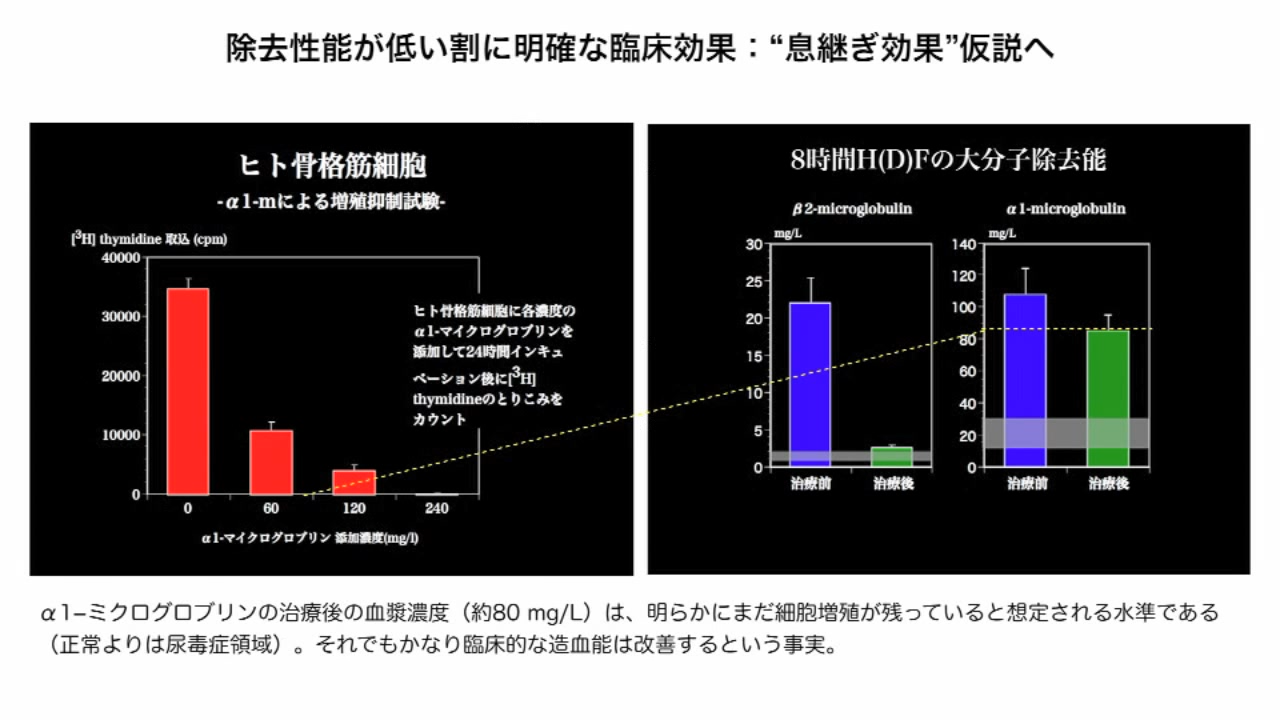 除去性能が低い割に明確な臨床効果：“息継ぎ効果”仮説へ
ヒト骨格筋細胞
-α1-mによる増殖抑制試験-
[3H] thymidine 取込 (cpm)
40000
30000
20000
10000
0
0 60 120 240
α1-マイクログロブリン 添加濃度(mg/l)
ヒト骨格筋細胞に各濃度の
α1-マイクログロブリンを
添加して24時間インキュ
ベーション後に[3H]
thymidineのとりこみを
カウント
8時間H(D)Fの大分子除去能
β2-microglobulin
mg/L
30
25
20
15
10
5
0
治療前 治療後
α1-microglobulin
mg/L
140
120
100
80
60
40
20
0
治療前 治療後
α1−ミクログロブリンの治療後の血漿濃度（約80 mg/L）は、明らかにまだ細胞増殖が残っていると想定される水準である
（正常よりは尿毒症領域）。それでもかなり臨床的な造血能は改善するという事実。